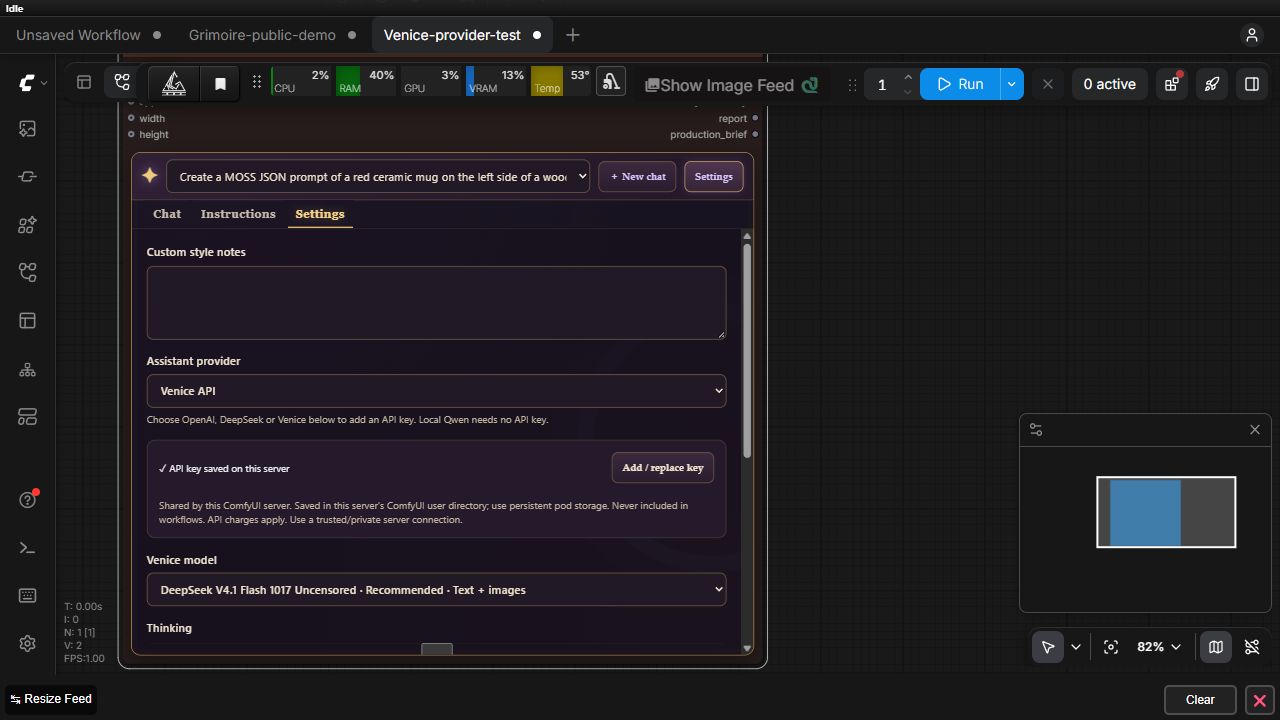 Idle
Unsaved Workflow
Grimoire-public-demo
Venice-provider-test
CPU 2%
RAM 40%
GPU 3%
VRAM 13%
Temp 53°
Show Image Feed
1
Run
0 active
width
report
height
production_brief
Create a MOSS JSON prompt of a red ceramic mug on the left side of a woo
+ New chat
Settings
Chat
Instructions
Settings
Custom style notes
Assistant provider
Venice API
Choose OpenAI, DeepSeek or Venice below to add an API key. Local Qwen needs no API key.
✓ API key saved on this server
Add / replace key
Shared by this ComfyUI server. Saved in this server's ComfyUI user directory; use persistent pod storage. Never included in
workflows. API charges apply. Use a trusted/private server connection.
Venice model
DeepSeek V4.1 Flash 1017 Uncensored · Recommended · Text + images
Thinking
T: 0.00s
I: 0
N: 1 [1]
V: 2
FPS:1.00
82%
Resize Feed
Clear